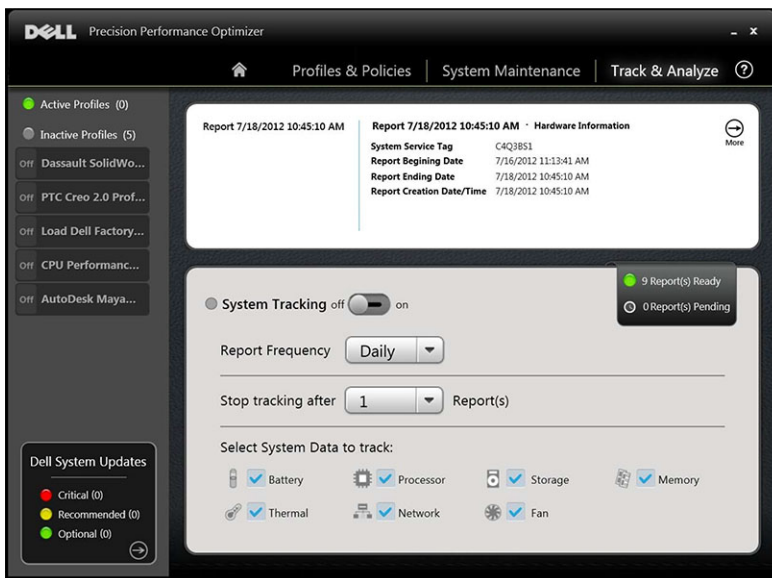 DELL Precision Performance Optimizer
Profiles & Policies
System Maintenance
Track & Analyze
?
Active Profiles (0)
Inactive Profiles (5)
Off Dassault SolidWo...
Off PTC Creo 2.0 Prof...
Off Load Dell Factory...
Off CPU Performanc...
Off AutoDesk Maya...
Report 7/18/2012 10:45:10 AM
Report 7/18/2012 10:45:10 AM · Hardware Information
System Service Tag C4Q3BS1
Report Begining Date 7/16/2012 11:13:41 AM
Report Ending Date 7/18/2012 10:45:10 AM
Report Creation Date/Time 7/18/2012 10:45:10 AM
More
9 Report(s) Ready
0 Report(s) Pending
System Tracking off on
Report Frequency Daily
Stop tracking after 1 Report(s)
Select System Data to track:
Battery
Processor
Storage
Memory
Thermal
Network
Fan
Dell System Updates
Critical (0)
Recommended (0)
Optional (0)